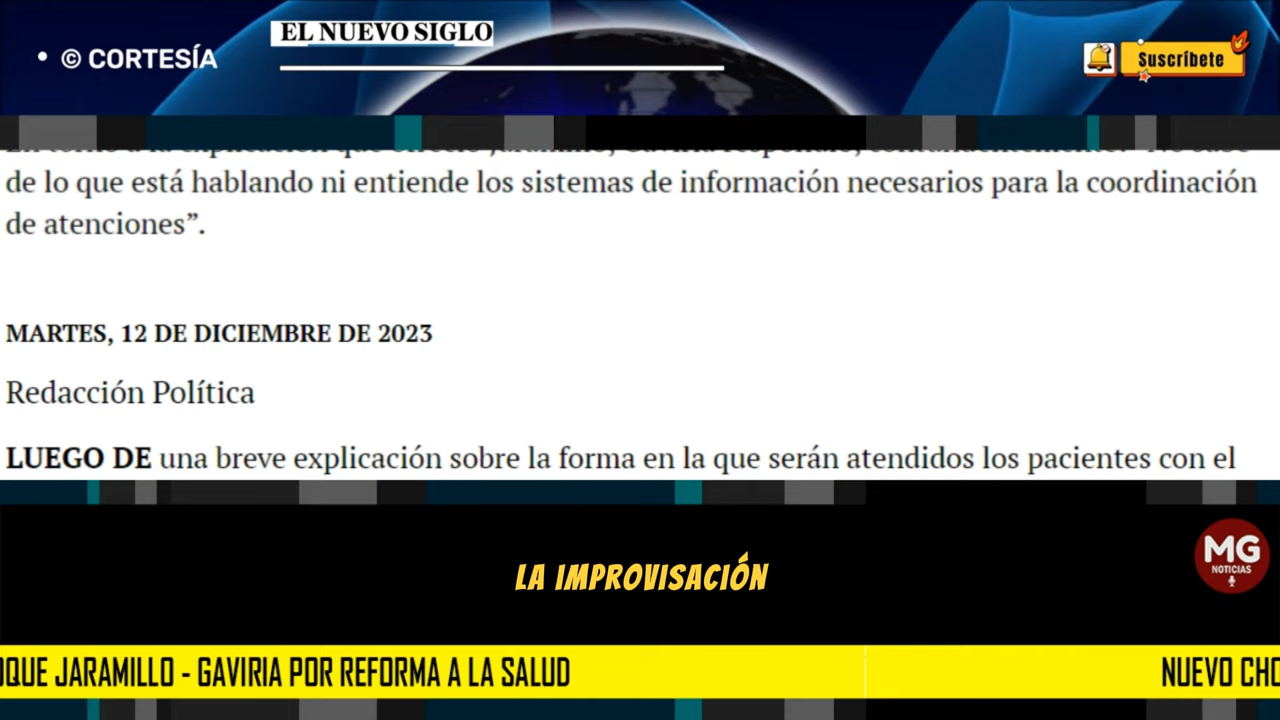 EL NUEVO SIGLO
• © CORTESÍA
Suscríbete
de lo que está hablando ni entiende los sistemas de información necesarios para la coordinación
de atenciones”.
MARTES, 12 DE DICIEMBRE DE 2023
Redacción Política
LUEGO DE una breve explicación sobre la forma en la que serán atendidos los pacientes con el
LA IMPROVISACIÓN
MG
NOTICIAS
JARAMILLO - GAVIRIA POR REFORMA A LA SALUD
NUEVO